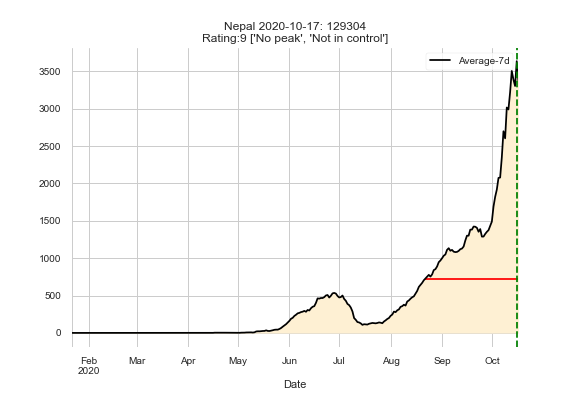 Nepal 2020-10-17: 129304
Rating:9 ['No peak', 'Not in control']
Average-7d
3500
3000
2500
2000
1500
1000
500
0
Feb Mar Apr May Jun Jul Aug Sep Oct
2020
Date